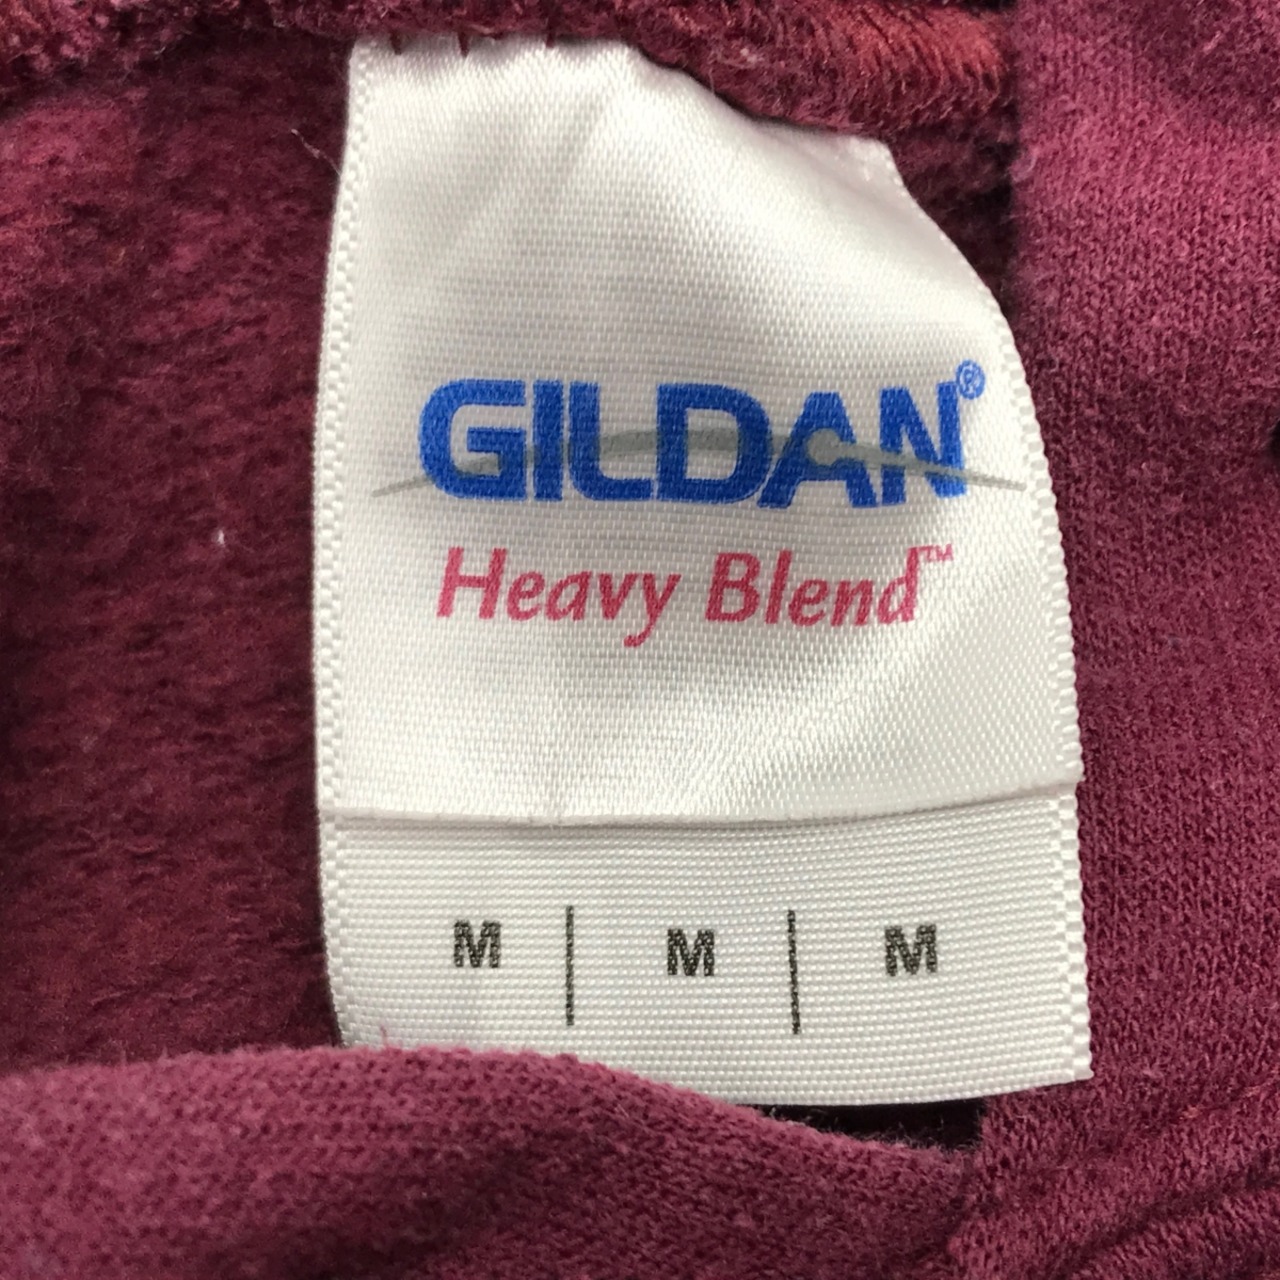 GILDAN®
Heavy Blend™
M | M | M